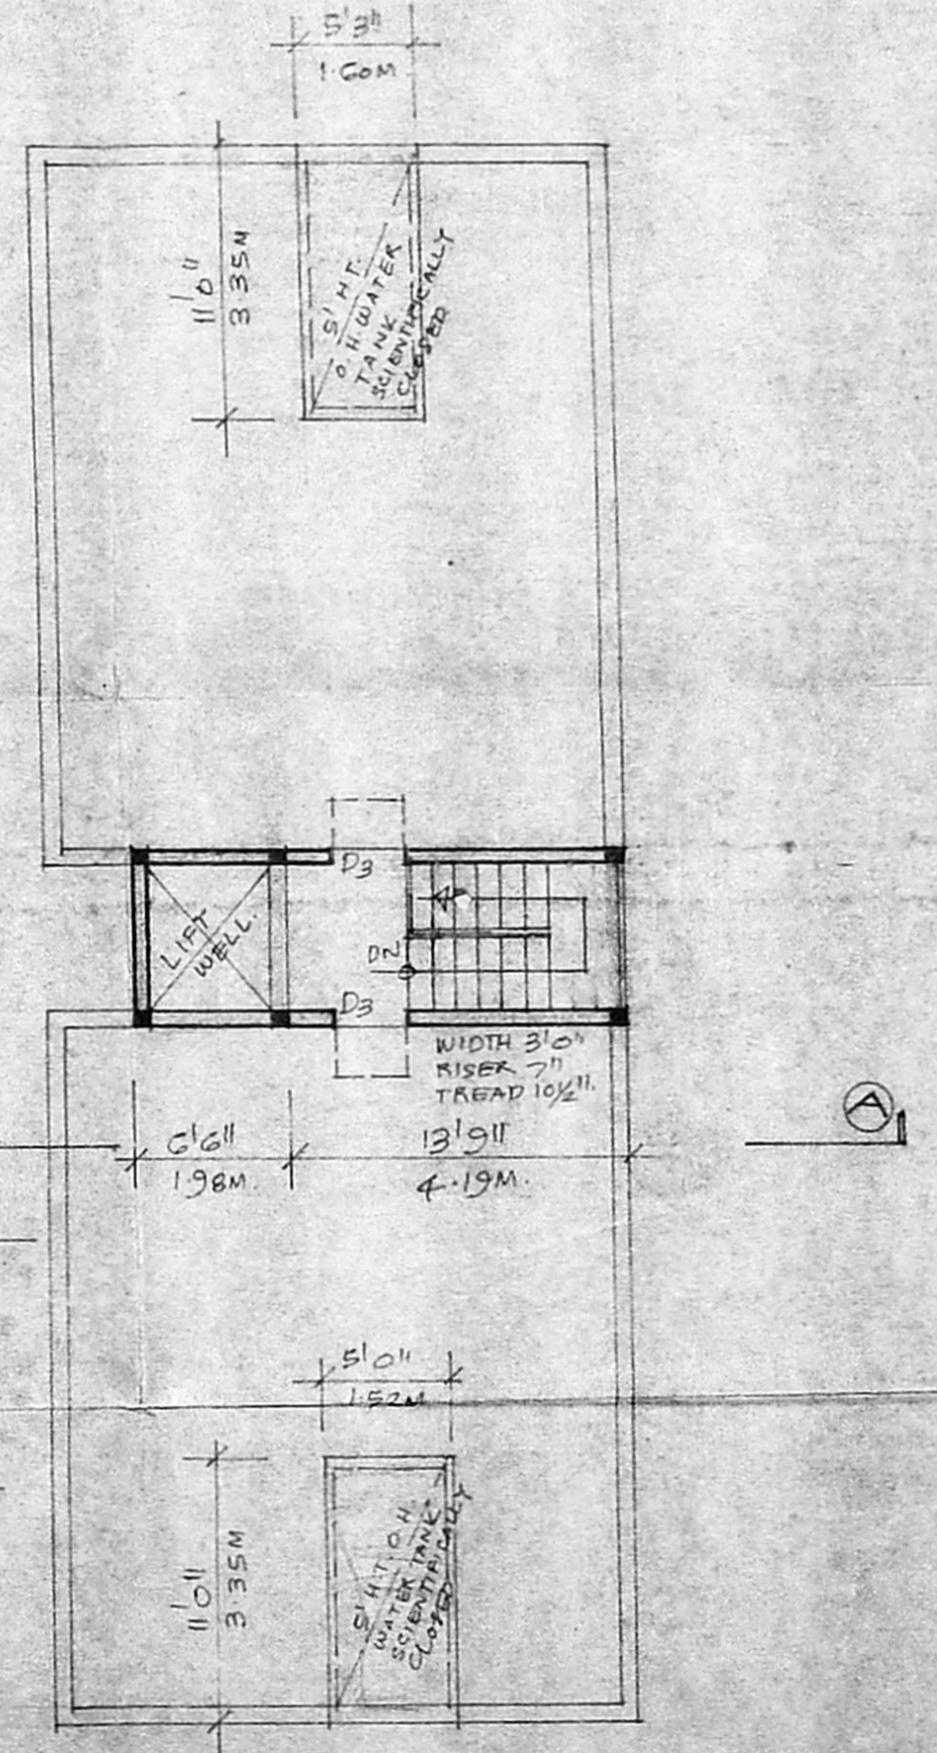 5'3"
1.60M
11'0"
3.35M
5' HT.
O.H. WATER
TANK
SCIENTIFICALLY
CLOSED
D3
LIFT
WELL.
D2
D3
WIDTH 3'0"
RISER 7"
TREAD 10½".
A
6'6"
1.98M.
13'9"
4.19M.
5'0"
1.52M
11'0"
3.35M
5' HT. O.H.
WATER TANK
SCIENTIFICALLY
CLOSED